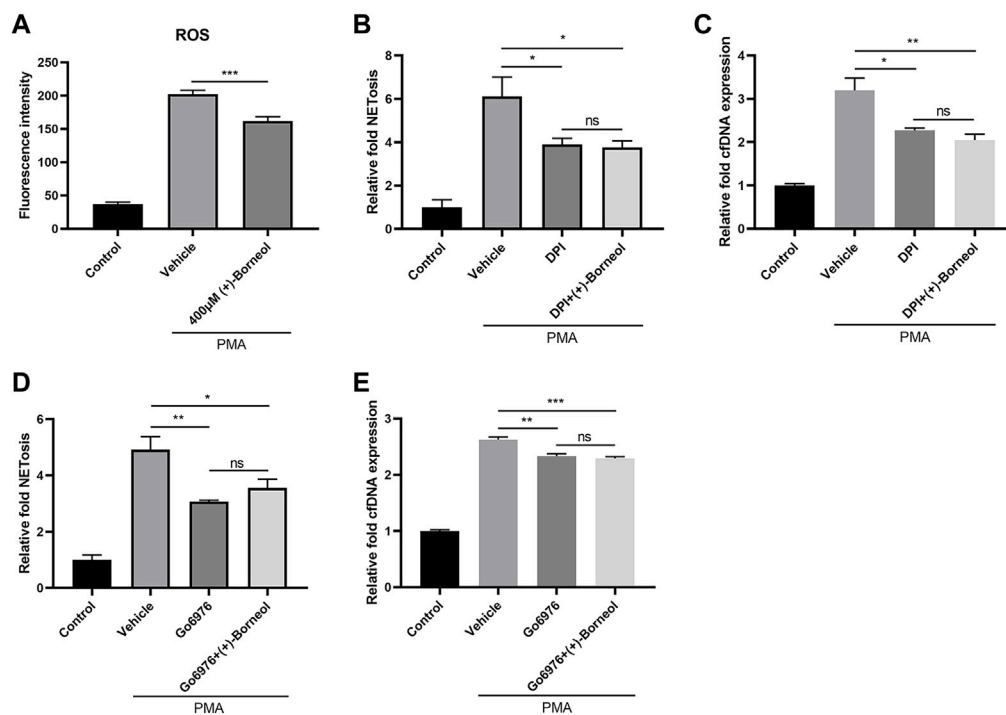 A
ROS
Fluorescence intensity
250
200
150
100
50
0
***
Control
Vehicle
400μM (+)-Borneol
PMA
B
Relative fold NETosis
8
6
4
2
0
*
*
ns
Control
Vehicle
DPI
DPI+(+)-Borneol
PMA
C
Relative fold cfDNA expression
4
3
2
1
0
**
*
ns
Control
Vehicle
DPI
DPI+(+)-Borneol
PMA
D
Relative fold NETosis
6
4
2
0
*
**
ns
Control
Vehicle
Go6976
Go6976+(+)-Borneol
PMA
E
Relative fold cfDNA expression
3
2
1
0
***
**
ns
Control
Vehicle
Go6976
Go6976+(+)-Borneol
PMA